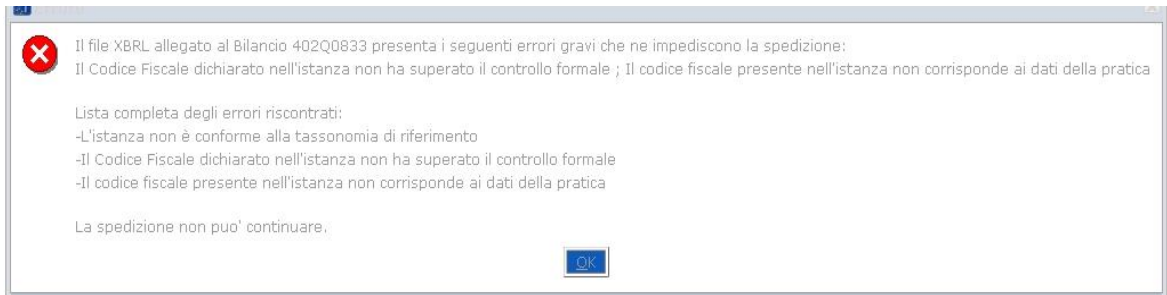 Il file XBRL allegato al Bilancio 402Q0833 presenta i seguenti errori gravi che ne impediscono la spedizione:
Il Codice Fiscale dichiarato nell'istanza non ha superato il controllo formale ; Il codice fiscale presente nell'istanza non corrisponde ai dati della pratica
Lista completa degli errori riscontrati:
-L'istanza non è conforme alla tassonomia di riferimento
-Il Codice Fiscale dichiarato nell'istanza non ha superato il controllo formale
-Il codice fiscale presente nell'istanza non corrisponde ai dati della pratica
La spedizione non puo' continuare.
OK